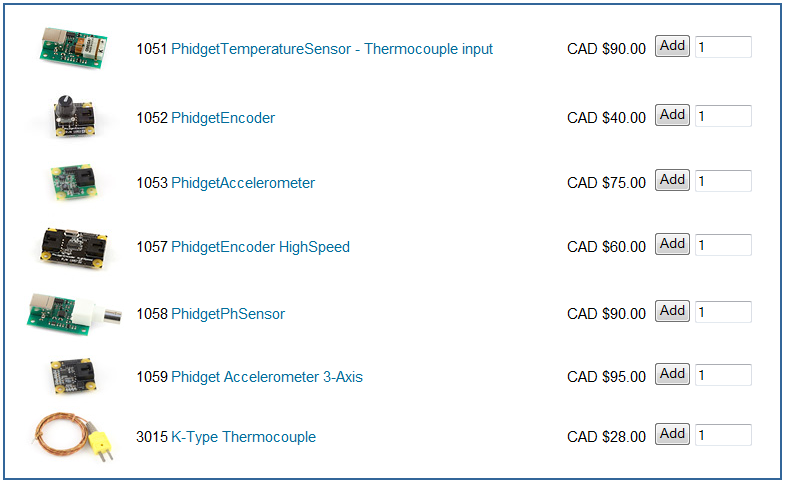 1051 PhidgetTemperatureSensor - Thermocouple input CAD $90.00 Add 1
1052 PhidgetEncoder CAD $40.00 Add 1
1053 PhidgetAccelerometer CAD $75.00 Add 1
1057 PhidgetEncoder HighSpeed CAD $60.00 Add 1
1058 PhidgetPhSensor CAD $90.00 Add 1
1059 Phidget Accelerometer 3-Axis CAD $95.00 Add 1
3015 K-Type Thermocouple CAD $28.00 Add 1